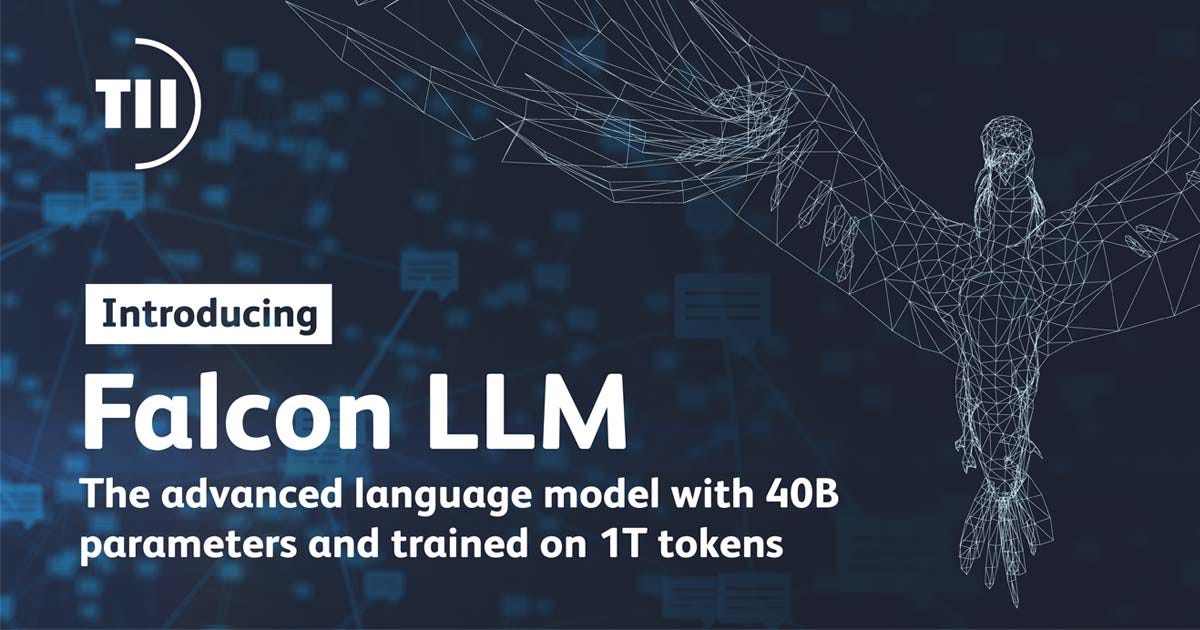 TII
Introducing
Falcon LLM
The advanced language model with 40B
parameters and trained on 1T tokens